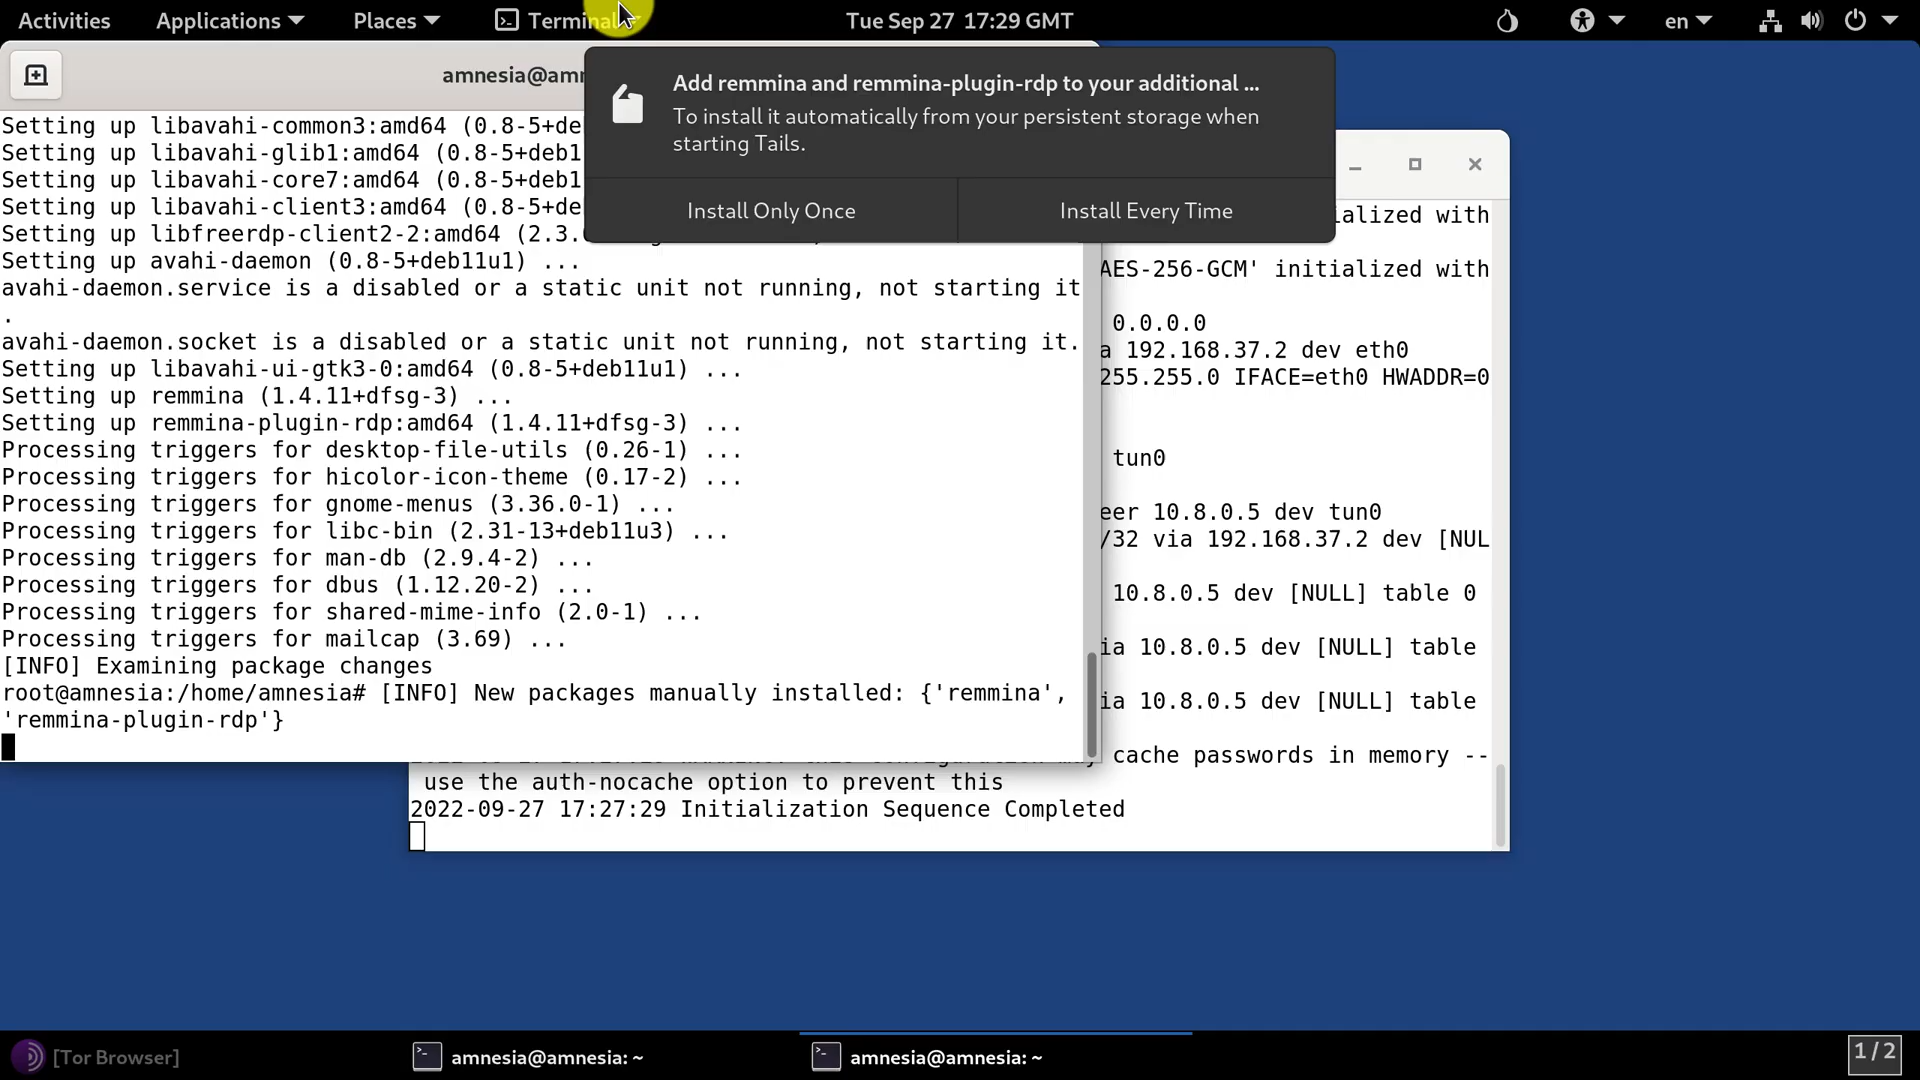 Activities Applications Places Terminal Tue Sep 27 17:29 GMT en
amnesia@amn
Add remmina and remmina-plugin-rdp to your additional ...
To install it automatically from your persistent storage when
starting Tails.
Install Only Once Install Every Time
Setting up libavahi-common3:amd64 (0.8-5+deb
Setting up libavahi-glib1:amd64 (0.8-5+deb1
Setting up libavahi-core7:amd64 (0.8-5+deb1
Setting up libavahi-client3:amd64 (0.8-5+de
Setting up libfreerdp-client2-2:amd64 (2.3.
Setting up avahi-daemon (0.8-5+deb11u1) ...
avahi-daemon.service is a disabled or a static unit not running, not starting it
.
avahi-daemon.socket is a disabled or a static unit not running, not starting it.
Setting up libavahi-ui-gtk3-0:amd64 (0.8-5+deb11u1) ...
Setting up remmina (1.4.11+dfsg-3) ...
Setting up remmina-plugin-rdp:amd64 (1.4.11+dfsg-3) ...
Processing triggers for desktop-file-utils (0.26-1) ...
Processing triggers for hicolor-icon-theme (0.17-2) ...
Processing triggers for gnome-menus (3.36.0-1) ...
Processing triggers for libc-bin (2.31-13+deb11u3) ...
Processing triggers for man-db (2.9.4-2) ...
Processing triggers for dbus (1.12.20-2) ...
Processing triggers for shared-mime-info (2.0-1) ...
Processing triggers for mailcap (3.69) ...
[INFO] Examining package changes
root@amnesia:/home/amnesia# [INFO] New packages manually installed: {'remmina',
'remmina-plugin-rdp'}
ialized with
AES-256-GCM' initialized with
0.0.0.0
a 192.168.37.2 dev eth0
255.255.0 IFACE=eth0 HWADDR=0
tun0
eer 10.8.0.5 dev tun0
/32 via 192.168.37.2 dev [NUL
10.8.0.5 dev [NULL] table 0
ia 10.8.0.5 dev [NULL] table
ia 10.8.0.5 dev [NULL] table
cache passwords in memory --
use the auth-nocache option to prevent this
2022-09-27 17:27:29 Initialization Sequence Completed
[Tor Browser] amnesia@amnesia: ~ amnesia@amnesia: ~ 1/2